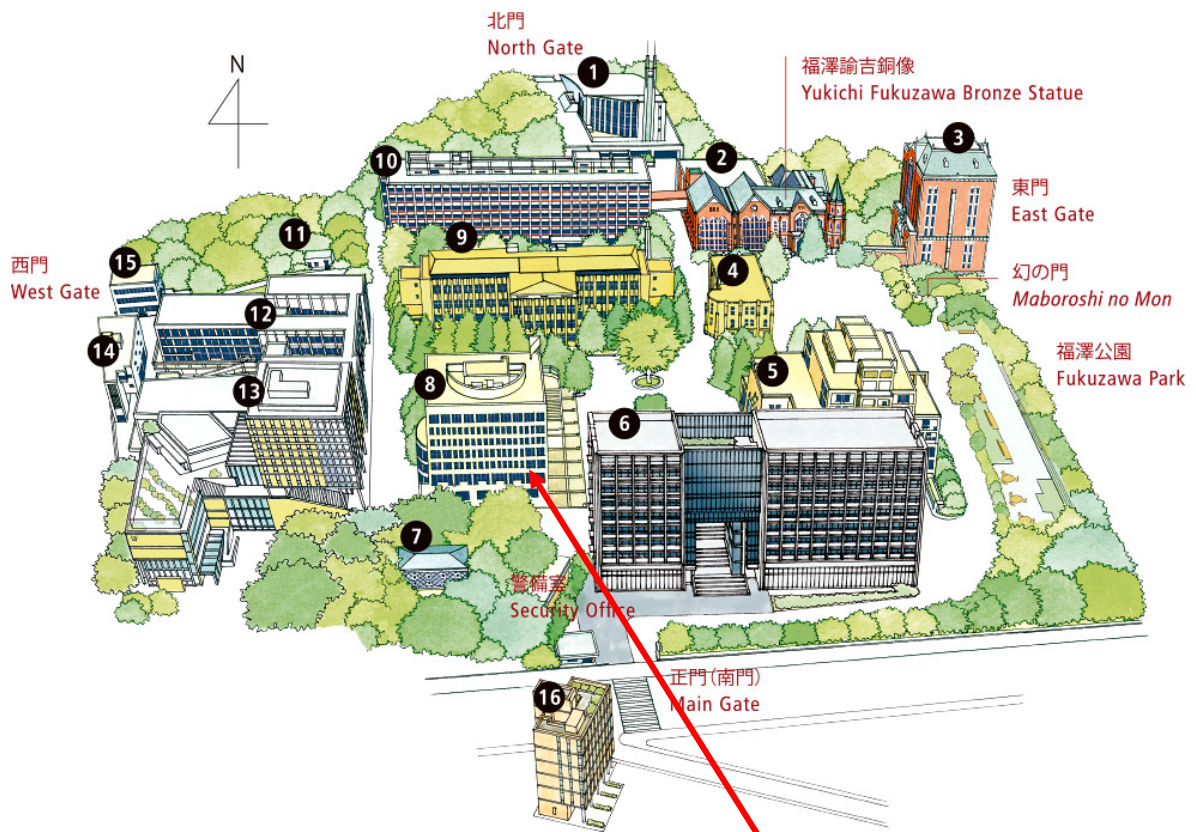 北門
North Gate
N
福澤諭吉銅像
Yukichi Fukuzawa Bronze Statue
1
2
3
10
東門
East Gate
11
9
4
西門
West Gate
15
幻の門
Maboroshi no Mon
12
14
13
8
5
福澤公園
Fukuzawa Park
6
7
警備室
Security Office
正門(南門)
Main Gate
16